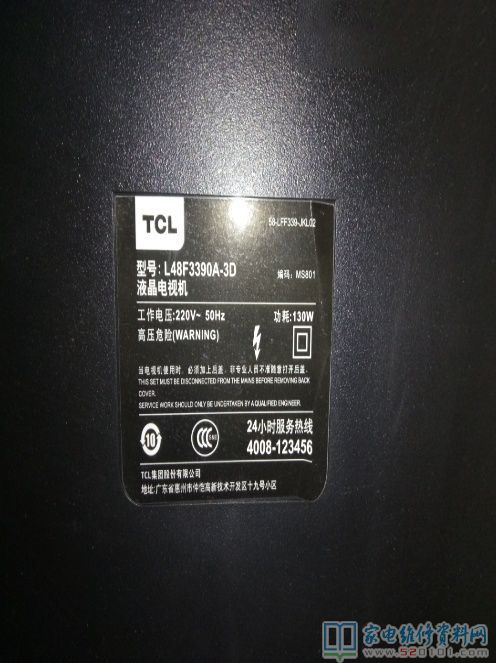 TCL
58-LFF339-JKL02
型号: L48F3390A-3D
编码: MS801
液晶电视机
工作电压:220V~ 50Hz
功耗:130W
高压危险(WARNING)
当电视机使用时, 必须加上后盖, 非专业人员不准随意打开后盖.
THIS SET MUST BE DISCONNECTED FROM THE MAINS BEFORE REMOVING BACK
COVER.
SERVICE WORK SHOULD ONLY BE UNDERTAKEN BY A QUALIFIED ENGINEER.
10
24小时服务热线
4008-123456
TCL集团股份有限公司
地址:广东省惠州市仲恺高新技术开发区十九号小区
家电维修资料网
www.520101.com